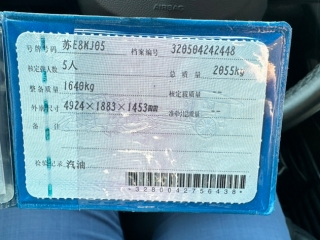 号牌号码 苏E8WJ05 档案编号 320504242448
核定载人数 5人 总质量 2055kg
整备质量 1640kg 核定载质量 --
外廓尺寸 4924×1883×1453mm 准牵引总质量 --
备注
检验记录 汽油
*3280042756438*